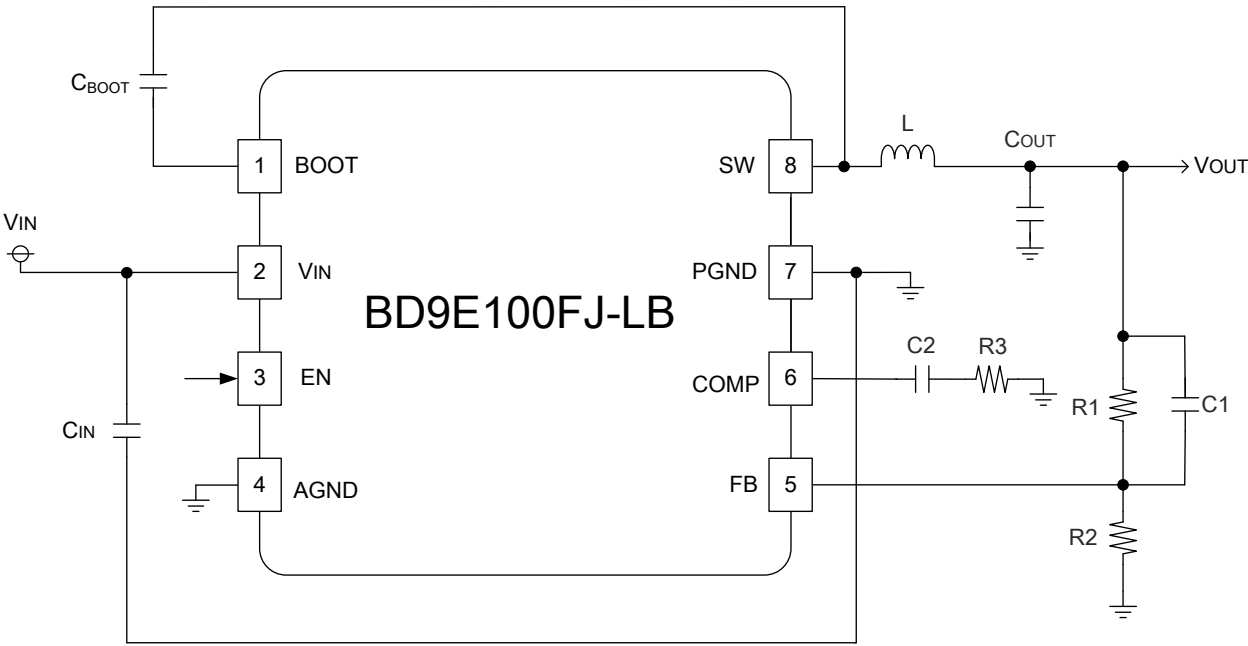 CBOOT
L
COUT
1
BOOT
SW
8
VOUT
VIN
2
VIN
PGND
7
BD9E100FJ-LB
C2
R3
3
EN
COMP
6
R1
C1
CIN
4
AGND
FB
5
R2